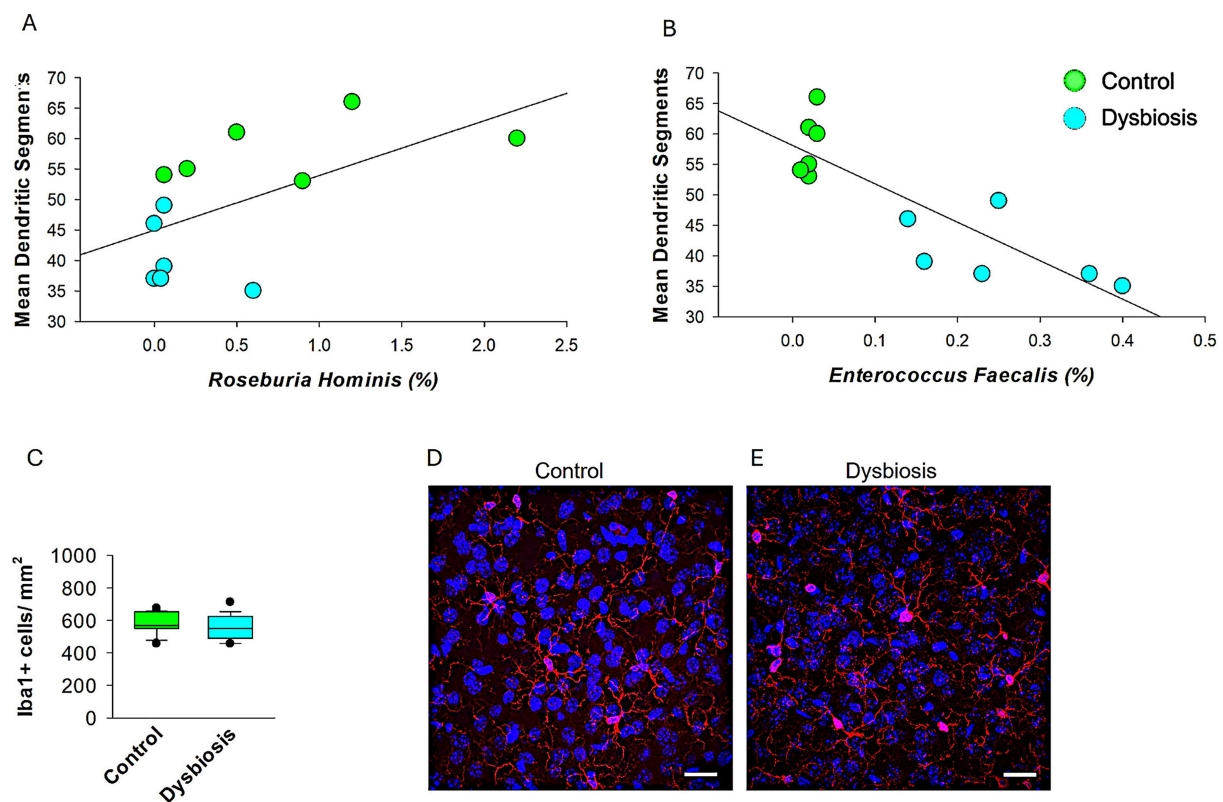 A
Mean Dendritic Segments
70
65
60
55
50
45
40
35
30
0.0 0.5 1.0 1.5 2.0 2.5
Roseburia Hominis (%)
B
Mean Dendritic Segments
70
65
60
55
50
45
40
35
30
0.0 0.1 0.2 0.3 0.4 0.5
Enterococcus Faecalis (%)
Control
Dysbiosis
C
Iba1+ cells/ mm²
1000
800
600
400
200
0
Control
Dysbiosis
D
Control
E
Dysbiosis